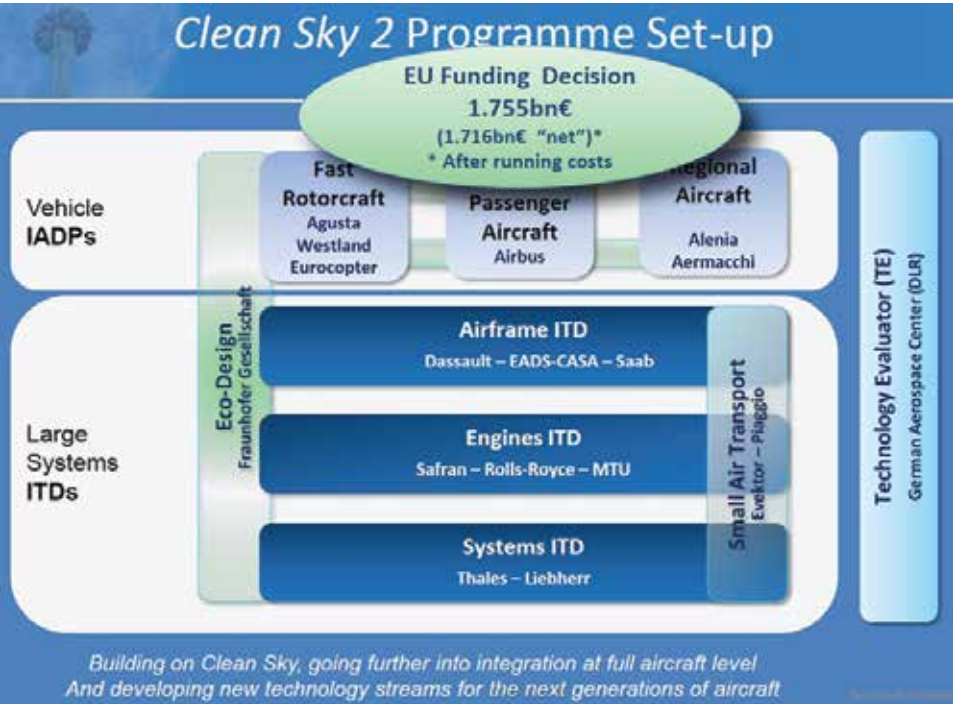 Clean Sky 2 Programme Set-up
EU Funding Decision
1.755bn€
(1.716bn€ "net")*
* After running costs
Vehicle
IADPs
Fast
Rotorcraft
Agusta
Westland
Eurocopter
Passenger
Aircraft
Airbus
Regional
Aircraft
Alenia
Aermacchi
Large
Systems
ITDs
Eco-Design
Fraunhofer Gesellschaft
Airframe ITD
Dassault – EADS-CASA – Saab
Engines ITD
Safran – Rolls-Royce – MTU
Systems ITD
Thales – Liebherr
Small Air Transport
Evektor – Piaggio
Technology Evaluator (TE)
German Aerospace Center (DLR)
Building on Clean Sky, going further into integration at full aircraft level
And developing new technology streams for the next generations of aircraft